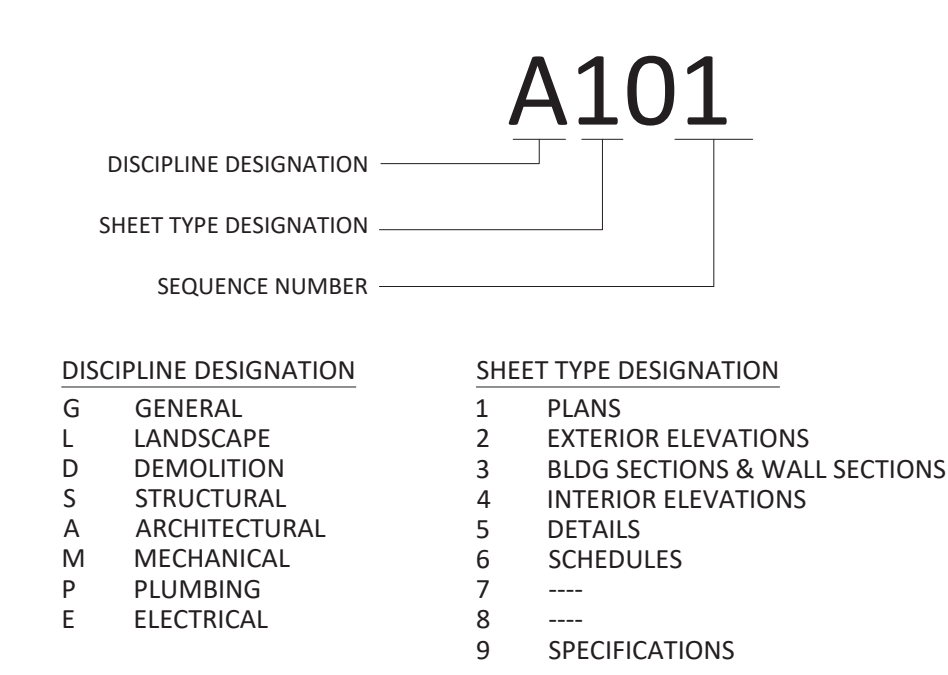 A101
DISCIPLINE DESIGNATION
SHEET TYPE DESIGNATION
SEQUENCE NUMBER
DISCIPLINE DESIGNATION
G GENERAL
L LANDSCAPE
D DEMOLITION
S STRUCTURAL
A ARCHITECTURAL
M MECHANICAL
P PLUMBING
E ELECTRICAL
SHEET TYPE DESIGNATION
1 PLANS
2 EXTERIOR ELEVATIONS
3 BLDG SECTIONS & WALL SECTIONS
4 INTERIOR ELEVATIONS
5 DETAILS
6 SCHEDULES
7 ----
8 ----
9 SPECIFICATIONS